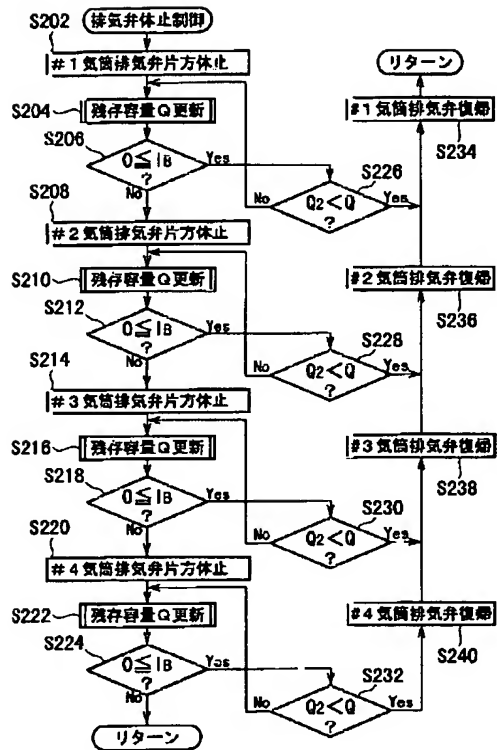 排気弁休止制御
S202
#1気筒排気弁片方休止
リターン
S204
残存容量Q更新
#1気筒排気弁復帰
S234
S206
0≦IB
?
Yes
No
S226
Q2<Q
?
No
Yes
S208
#2気筒排気弁片方休止
S210
残存容量Q更新
#2気筒排気弁復帰
S236
S212
0≦IB
?
Yes
No
S228
Q2<Q
?
No
Yes
S214
#3気筒排気弁片方休止
S216
残存容量Q更新
#3気筒排気弁復帰
S238
S218
0≦IB
?
Yes
No
S230
Q2<Q
?
No
Yes
S220
#4気筒排気弁片方休止
S222
残存容量Q更新
#4気筒排気弁復帰
S240
S224
0≦IB
?
Yes
No
S232
Q2<Q
?
No
Yes
リターン